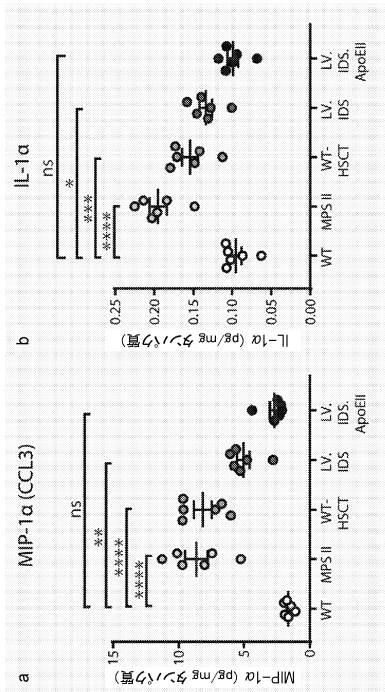 a
MIP-1α (CCL3)
ns
**
****
****
MIP-1α (pg/mg タンパク質)
15
10
5
0
WT
MPS II
WT-
HSCT
LV.
IDS
LV.
IDS.
ApoEII
b
IL-1α
ns
*
***
****
IL-1α (pg/mg タンパク質)
0.25
0.20
0.15
0.10
0.05
0.00
WT
MPS II
WT-
HSCT
LV.
IDS
LV.
IDS.
ApoEII